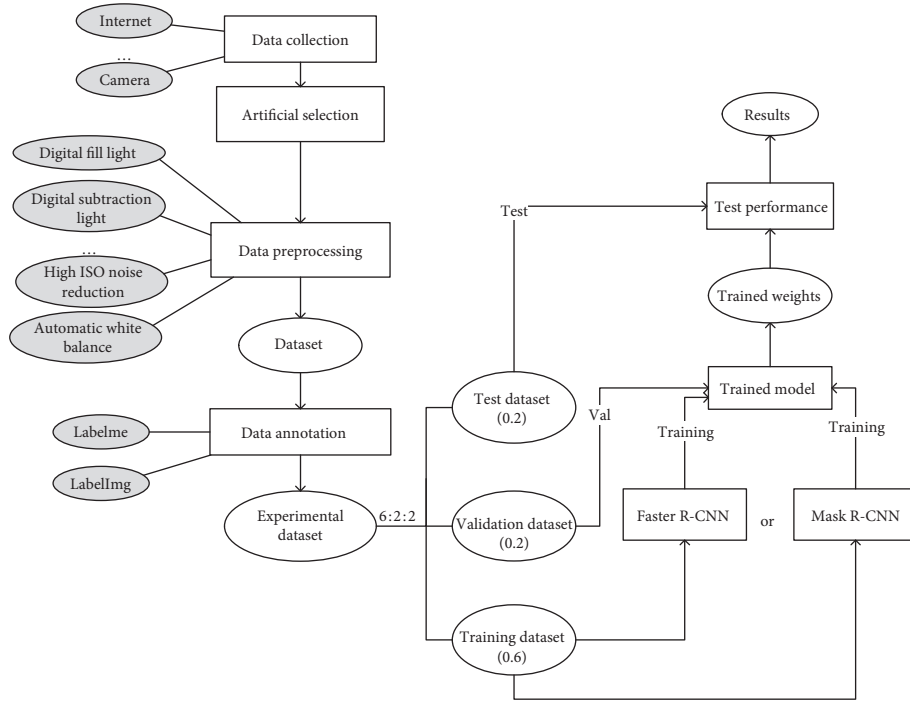 Internet
...
Camera
Data collection
Artificial selection
Digital fill light
Digital subtraction
light
...
High ISO noise
reduction
Automatic white
balance
Data preprocessing
Dataset
Labelme
LabelImg
Data annotation
Experimental
dataset
6:2:2
Test dataset
(0.2)
Validation dataset
(0.2)
Training dataset
(0.6)
Test
Val
Training
Training
Faster R-CNN
or
Mask R-CNN
Trained model
Trained weights
Test performance
Results